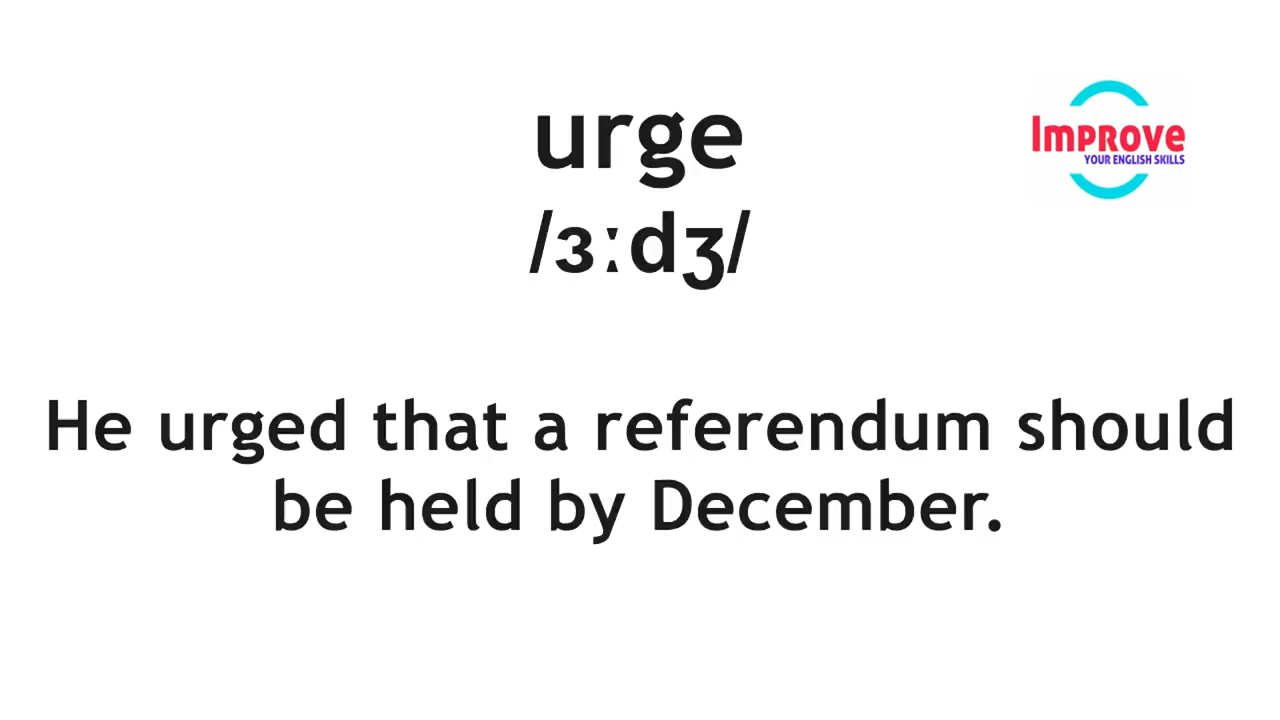 urge
/ɜːdʒ/
Improve
YOUR ENGLISH SKILLS
He urged that a referendum should
be held by December.